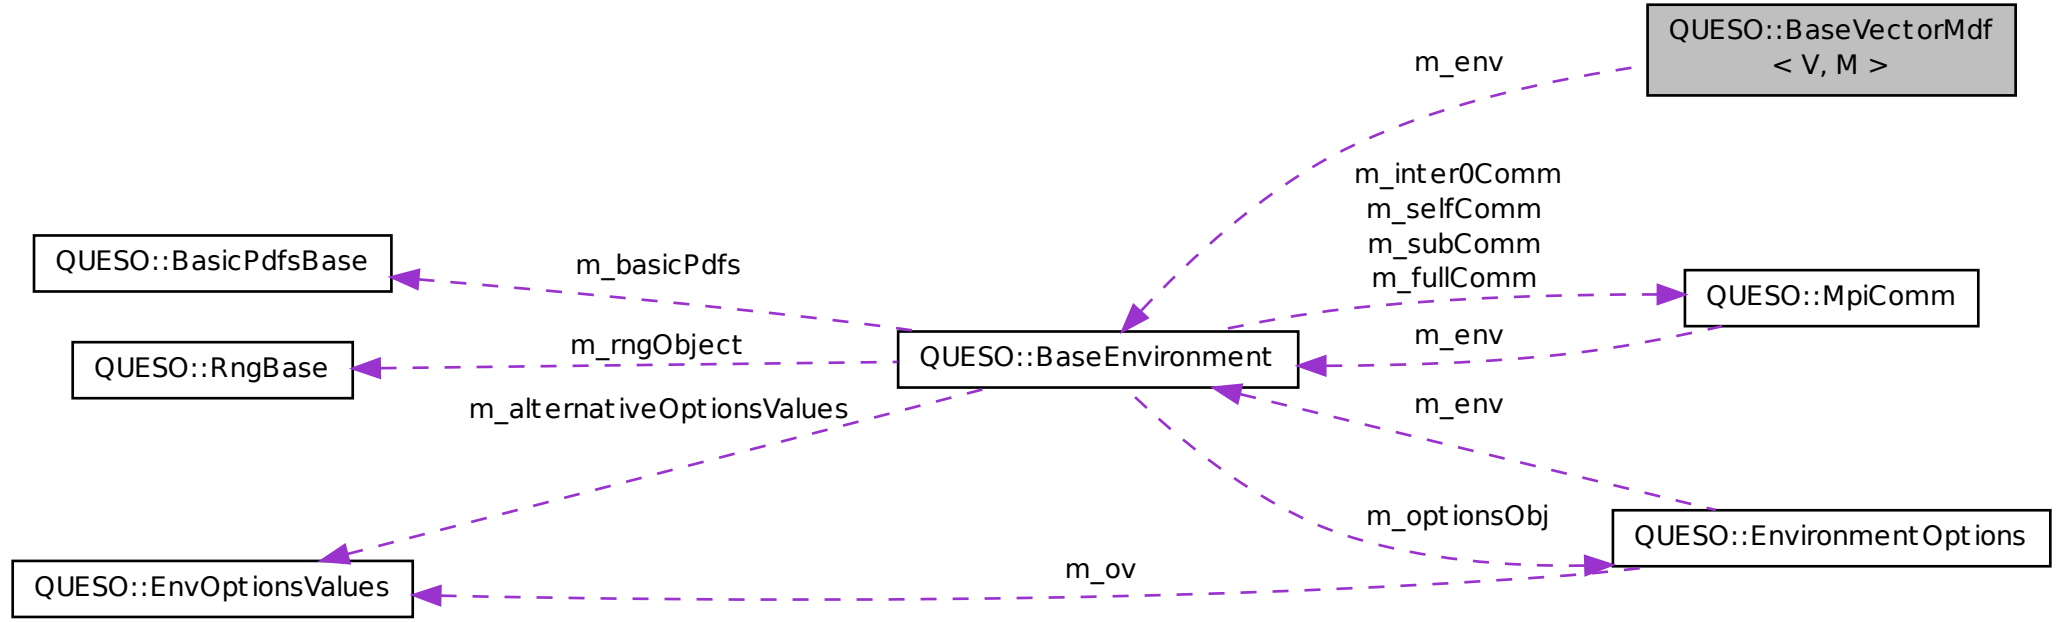 QUESO::BaseVectorMdf
< V, M >
m_env
m_inter0Comm
m_selfComm
m_subComm
m_fullComm
QUESO::BasicPdfsBase
m_basicPdfs
QUESO::MpiComm
m_env
m_rngObject
QUESO::RngBase
QUESO::BaseEnvironment
m_alternativeOptionsValues
m_env
m_optionsObj
QUESO::EnvironmentOptions
m_ov
QUESO::EnvOptionsValues